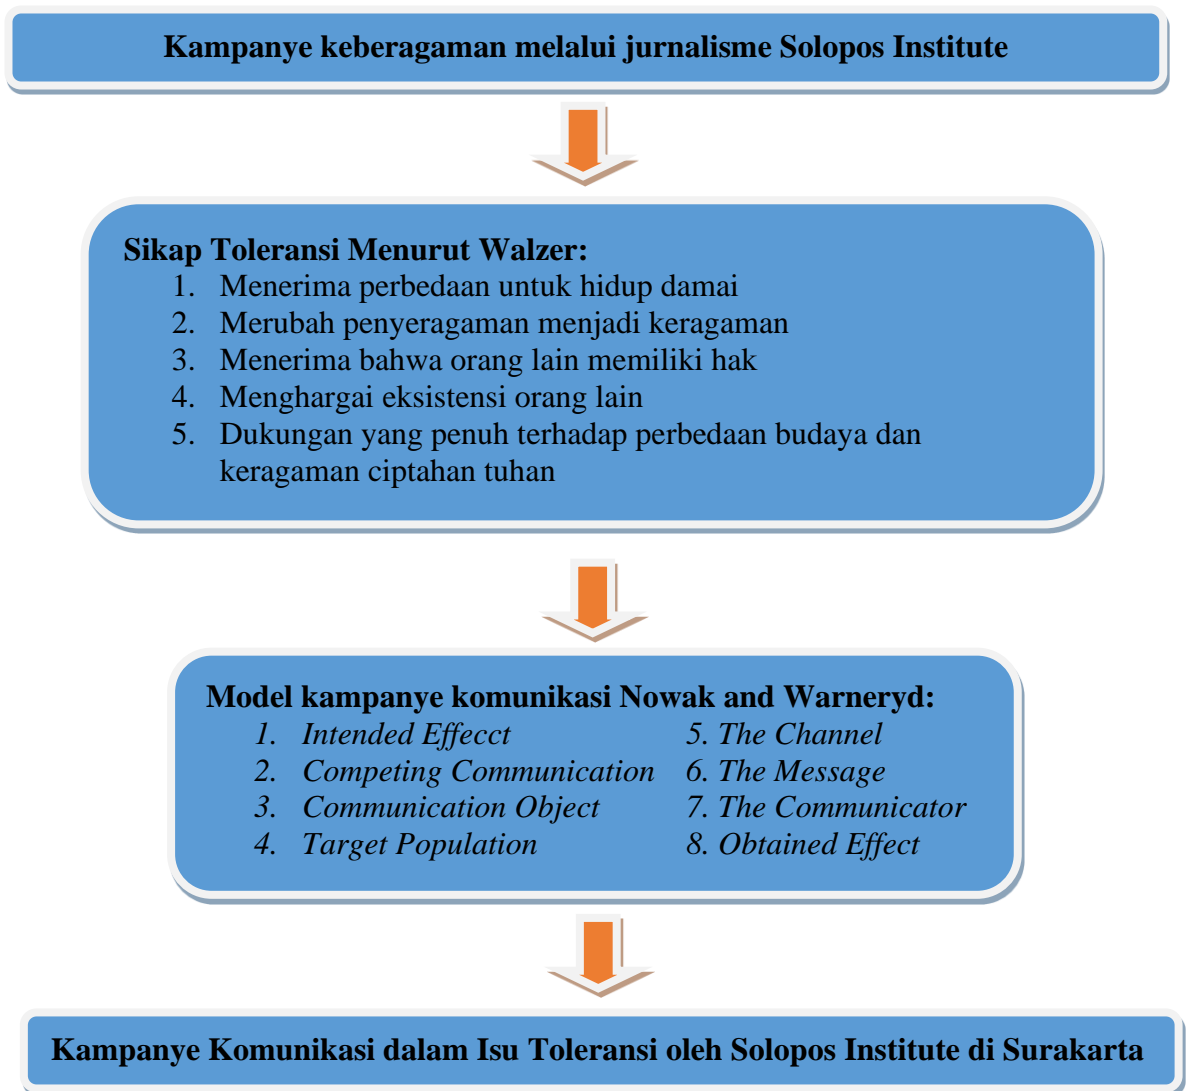 Kampanye keberagaman melalui jurnalisme Solopos Institute
Sikap Toleransi Menurut Walzer:
1. Menerima perbedaan untuk hidup damai
2. Merubah penyeragaman menjadi keragaman
3. Menerima bahwa orang lain memiliki hak
4. Menghargai eksistensi orang lain
5. Dukungan yang penuh terhadap perbedaan budaya dan
keragaman ciptahan tuhan
Model kampanye komunikasi Nowak and Warneryd:
1. Intended Effecct
2. Competing Communication
3. Communication Object
4. Target Population
5. The Channel
6. The Message
7. The Communicator
8. Obtained Effect
Kampanye Komunikasi dalam Isu Toleransi oleh Solopos Institute di Surakarta